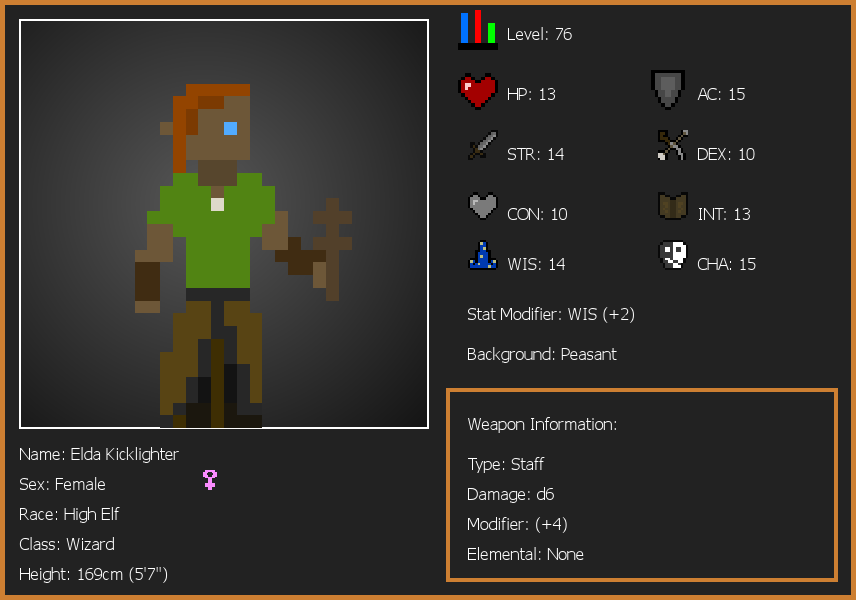 Level: 76
HP: 13
AC: 15
STR: 14
DEX: 10
CON: 10
INT: 13
WIS: 14
CHA: 15
Stat Modifier: WIS (+2)
Background: Peasant
Weapon Information:
Type: Staff
Damage: d6
Modifier: (+4)
Elemental: None
Name: Elda Kicklighter
Sex: Female
Race: High Elf
Class: Wizard
Height: 169cm (5'7")